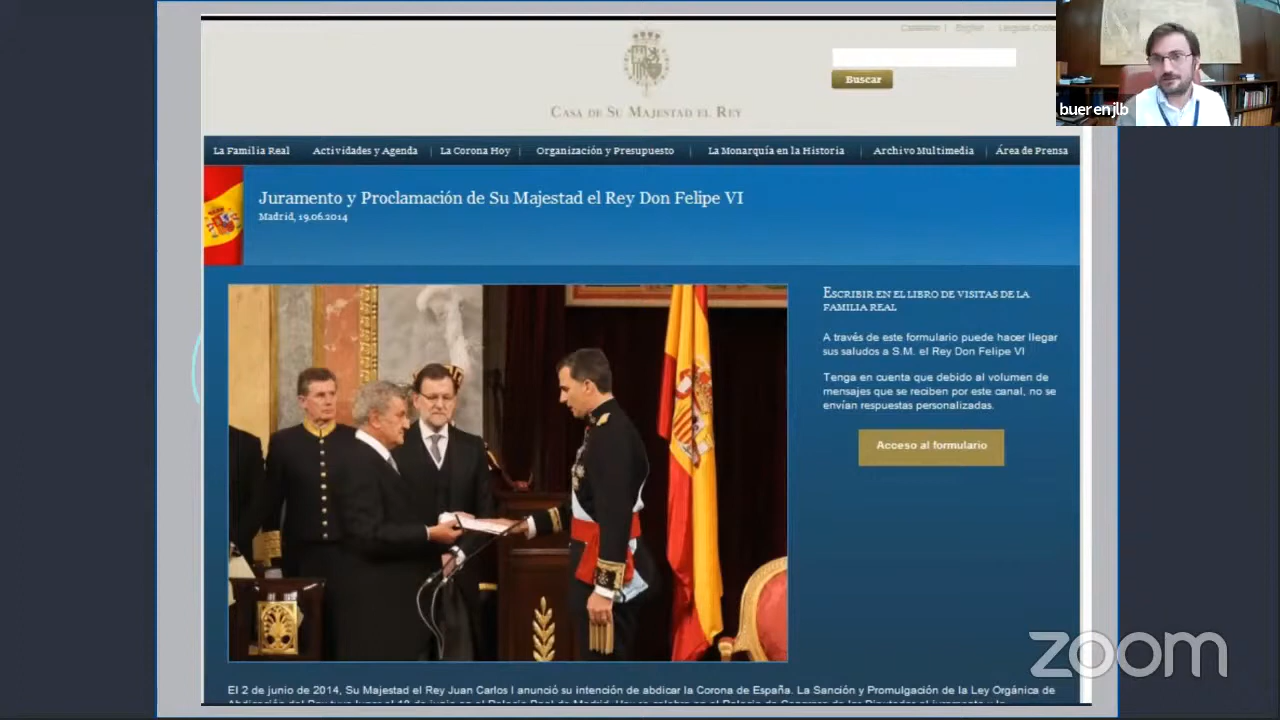 Castellano | English
buerenjlb
Buscar
CASA DE SU MAJESTAD EL REY
La Familia Real
Actividades y Agenda
La Corona Hoy
Organización y Presupuesto
La Monarquía en la Historia
Archivo Multimedia
Área de Prensa
Juramento y Proclamación de Su Majestad el Rey Don Felipe VI
Madrid, 19.06.2014
ESCRIBIR EN EL LIBRO DE VISITAS DE LA
FAMILIA REAL
A través de este formulario puede hacer llegar
sus saludos a S.M. el Rey Don Felipe VI
Tenga en cuenta que debido al volumen de
mensajes que se reciben por este canal, no se
envían respuestas personalizadas.
Acceso al formulario
zoom
El 2 de junio de 2014, Su Majestad el Rey Juan Carlos I anunció su intención de abdicar la Corona de España. La Sanción y Promulgación de la Ley Orgánica de